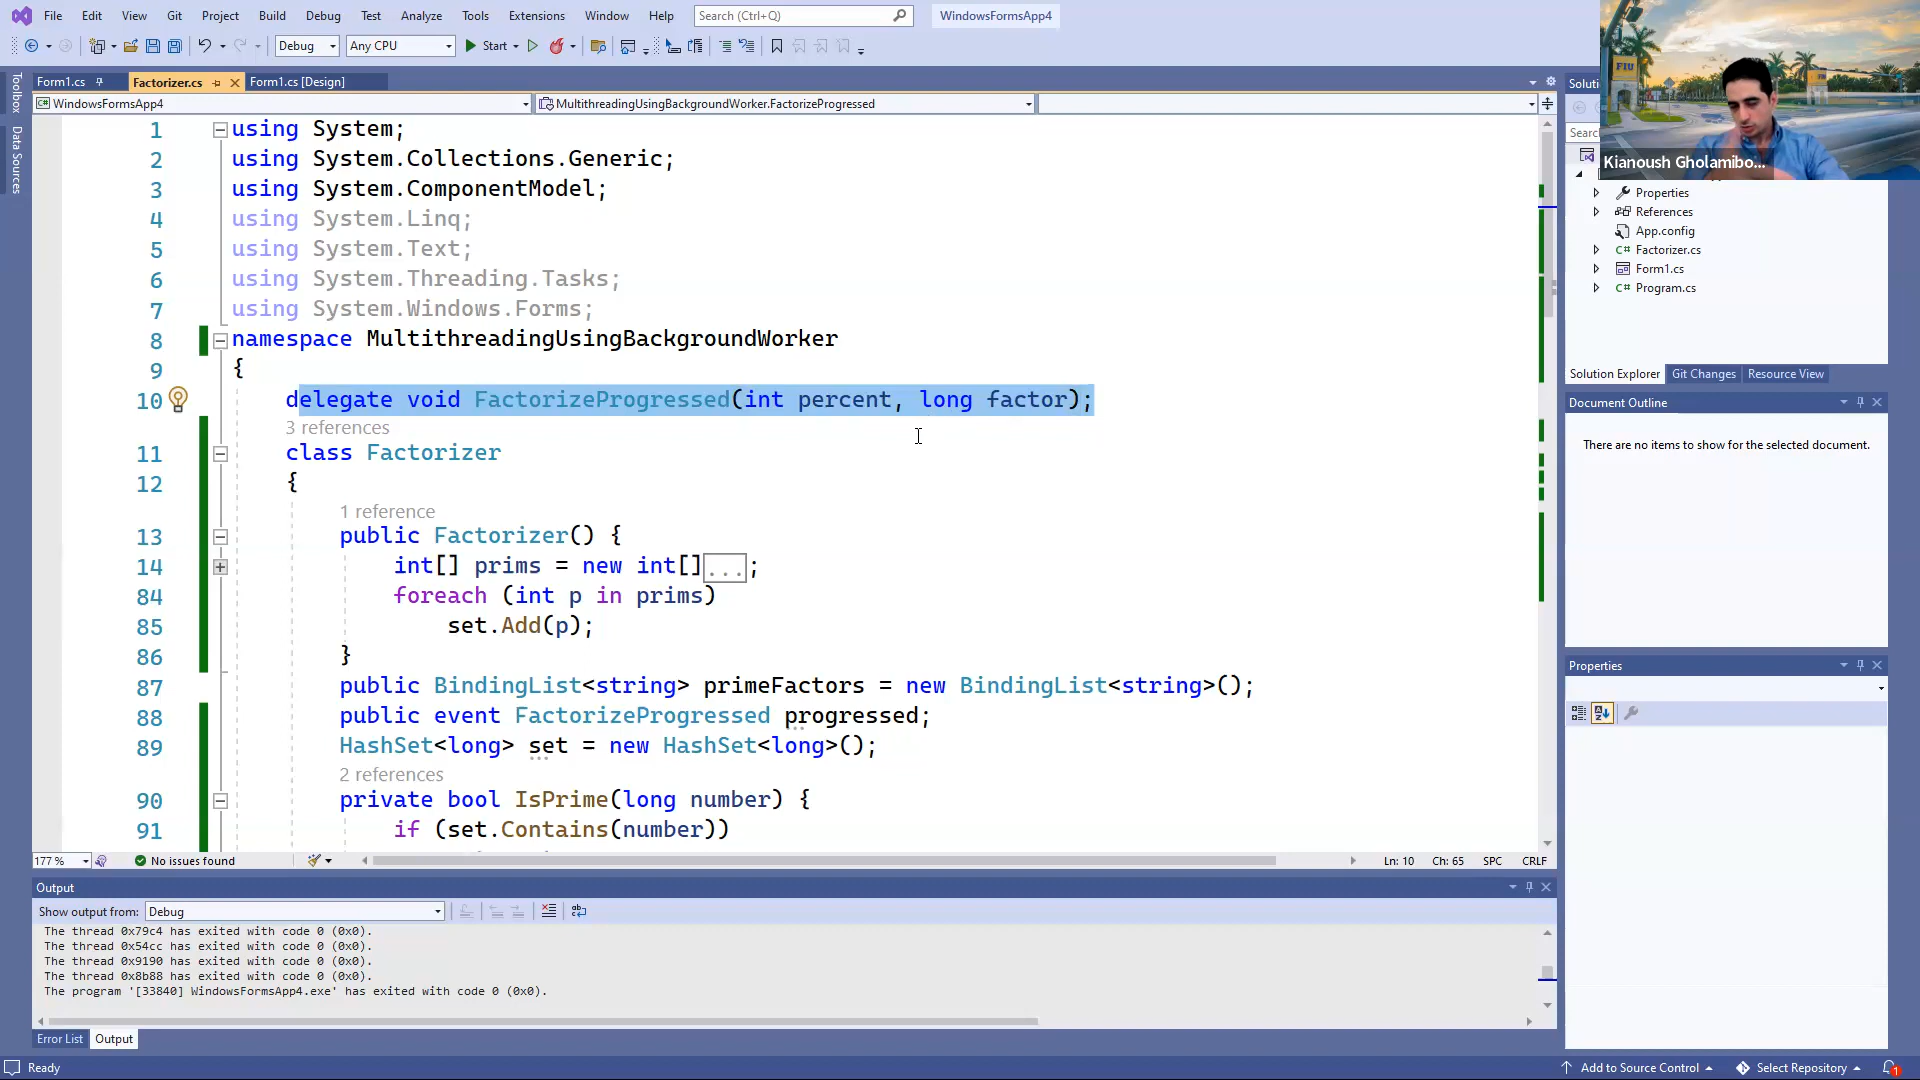 File Edit View Git Project Build Debug Test Analyze Tools Extensions Window Help Search (Ctrl+Q) WindowsFormsApp4
Debug Any CPU Start
Form1.cs Factorizer.cs Form1.cs [Design]
WindowsFormsApp4 MultithreadingUsingBackgroundWorker.FactorizeProgressed
Toolbox
Data Sources
1 using System;
2 using System.Collections.Generic;
3 using System.ComponentModel;
4 using System.Linq;
5 using System.Text;
6 using System.Threading.Tasks;
7 using System.Windows.Forms;
8 namespace MultithreadingUsingBackgroundWorker
9 {
10 delegate void FactorizeProgressed(int percent, long factor);
3 references
11 class Factorizer
12 {
1 reference
13 public Factorizer() {
14 int[] prims = new int[]...;
84 foreach (int p in prims)
85 set.Add(p);
86 }
87 public BindingList<string> primeFactors = new BindingList<string>();
88 public event FactorizeProgressed progressed;
89 HashSet<long> set = new HashSet<long>();
2 references
90 private bool IsPrime(long number) {
91 if (set.Contains(number))
177 % No issues found Ln: 10 Ch: 65 SPC CRLF
Output
Show output from: Debug
The thread 0x79c4 has exited with code 0 (0x0).
The thread 0x54cc has exited with code 0 (0x0).
The thread 0x9190 has exited with code 0 (0x0).
The thread 0x8b88 has exited with code 0 (0x0).
The program '[33840] WindowsFormsApp4.exe' has exited with code 0 (0x0).
Error List Output
Ready
Solutio
Searc
FIU
FIU
Kianoush Gholamibo...
Properties
References
App.config
C# Factorizer.cs
Form1.cs
C# Program.cs
Solution Explorer Git Changes Resource View
Document Outline
There are no items to show for the selected document.
Properties
Add to Source Control Select Repository 1